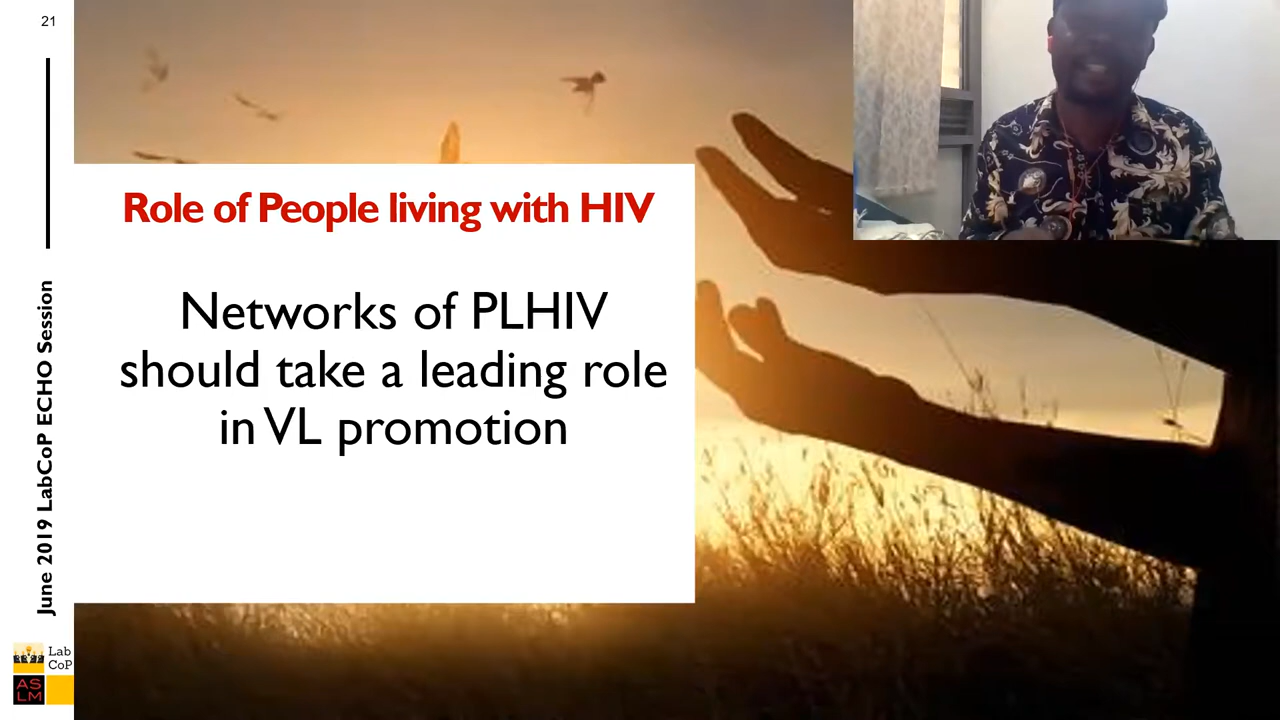 21
June 2019 LabCoP ECHO Session
Role of People living with HIV
Networks of PLHIV
should take a leading role
in VL promotion
Lab
CoP
AS
LM